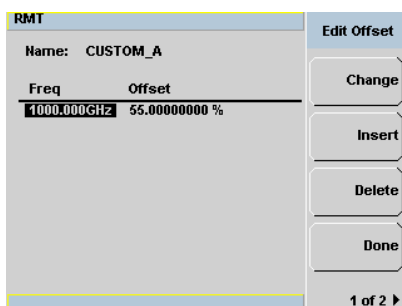 RMT
Edit Offset
Name: CUSTOM_A
Change
Freq Offset
1000.000GHz 55.00000000 %
Insert
Delete
Done
1 of 2